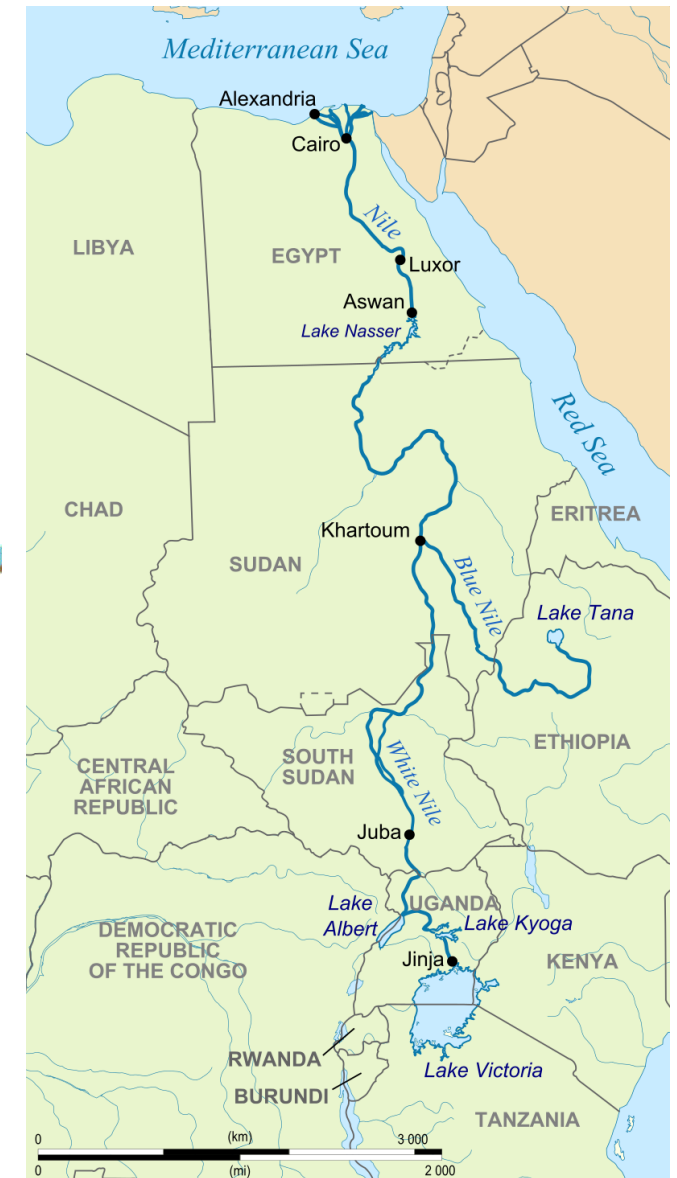 Mediterranean Sea
Alexandria
Cairo
Nile
LIBYA
EGYPT
Luxor
Aswan
Lake Nasser
Red Sea
CHAD
ERITREA
Khartoum
SUDAN
Blue Nile
Lake Tana
ETHIOPIA
SOUTH
SUDAN
White Nile
CENTRAL
AFRICAN
REPUBLIC
Juba
Lake
Albert
UGANDA
Lake Kyoga
DEMOCRATIC
REPUBLIC
OF THE CONGO
Jinja
KENYA
RWANDA
Lake Victoria
BURUNDI
TANZANIA
0 (km) 3 000
0 (mi) 2 000